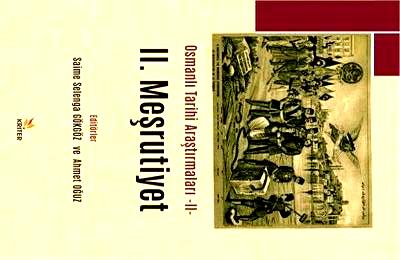 Osmanlı Tarihi Araştırmaları -II-
II. Meşrutiyet
Editörler
Saime Selenga GÖKGÖZ ve Ahmet OĞUZ
KRİTER